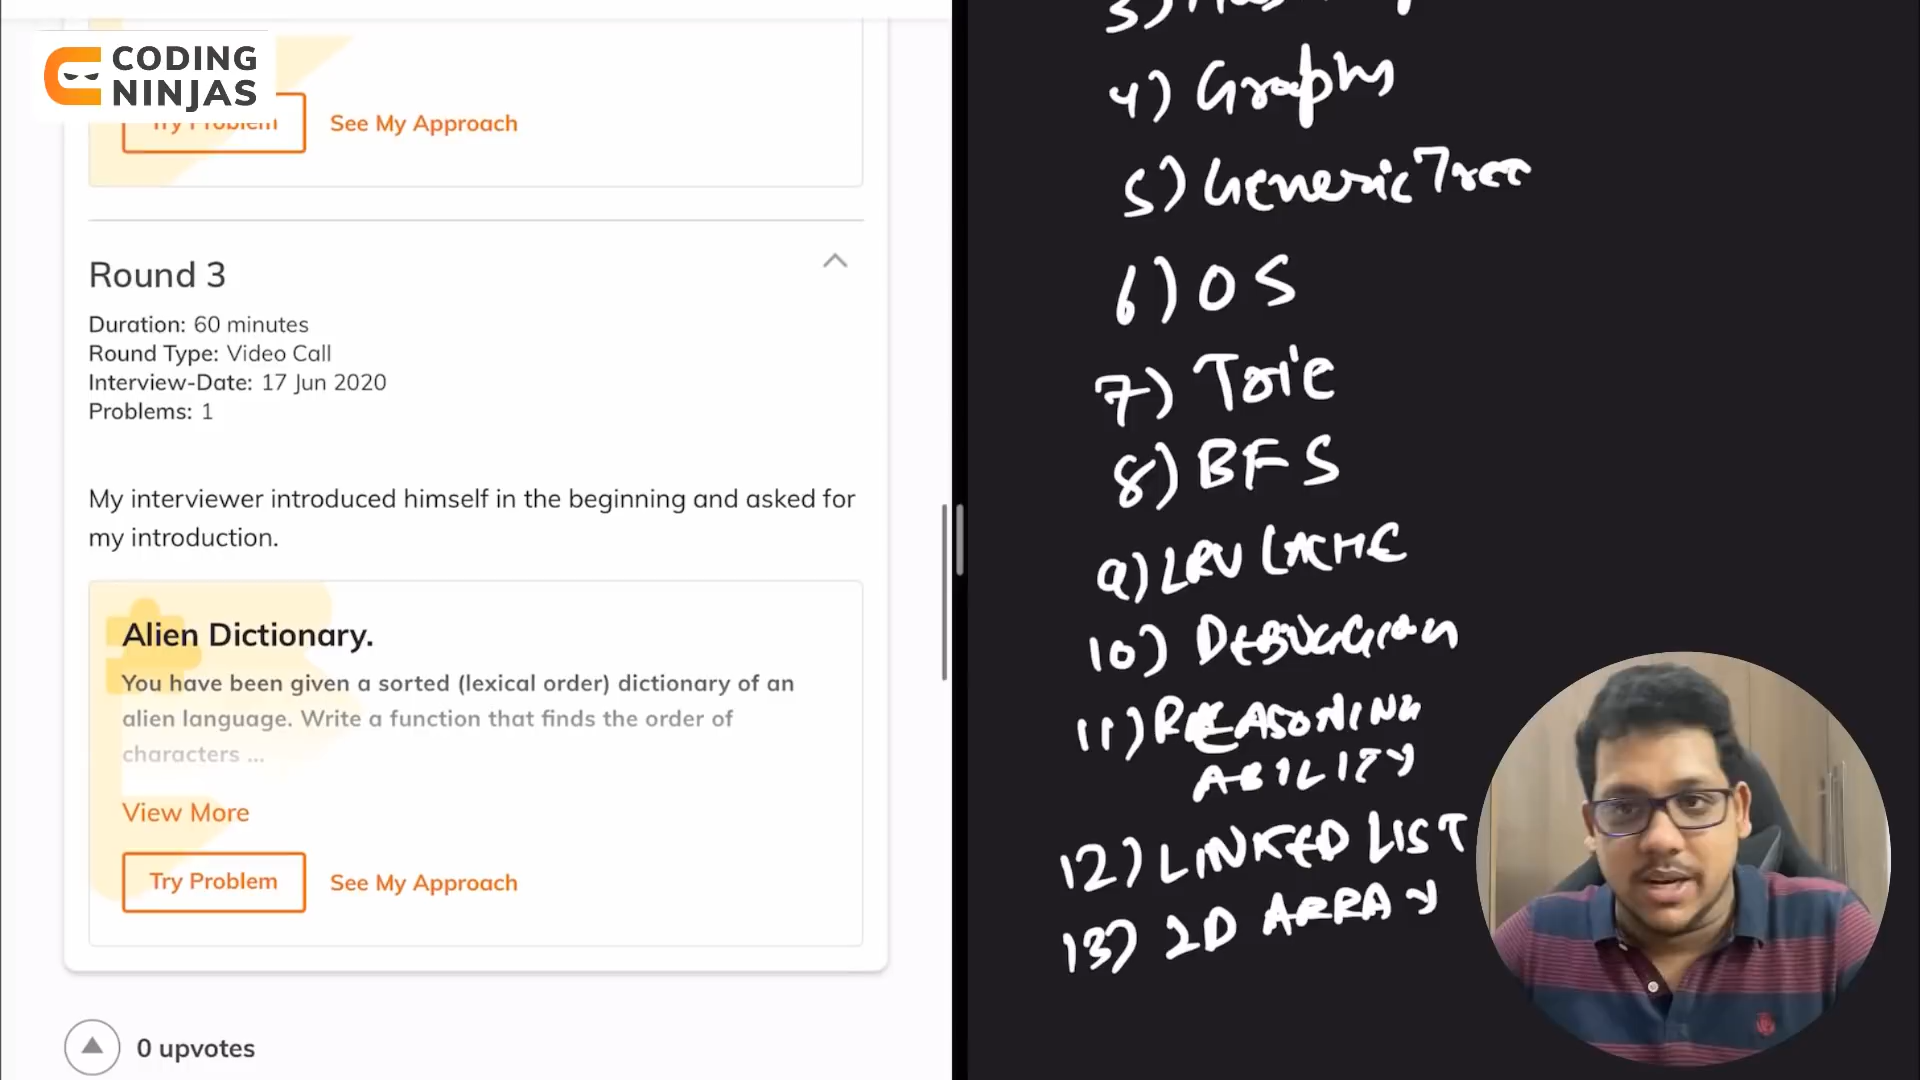 CODING
NINJAS
Try Problem
See My Approach
Round 3
Duration: 60 minutes
Round Type: Video Call
Interview-Date: 17 Jun 2020
Problems: 1
My interviewer introduced himself in the beginning and asked for
my introduction.
Alien Dictionary.
You have been given a sorted (lexical order) dictionary of an
alien language. Write a function that finds the order of
characters ...
View More
Try Problem
See My Approach
0 upvotes
3)
4) Graphs
5) Generic Tree
6) OS
7) Trie
8) BFS
9) LRU CACHE
10)
11) REASONING
ABILITY
12) LINKED LIST
13) 2D ARRAY